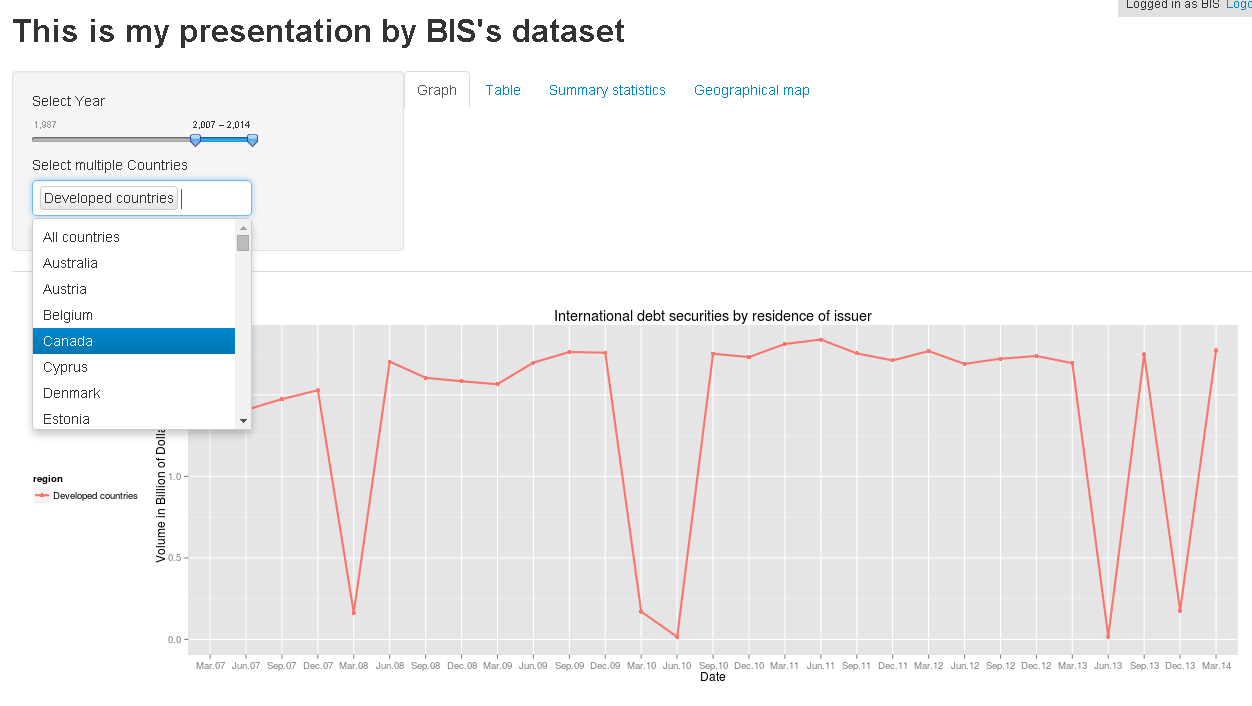 Logged in as BIS Logo
This is my presentation by BIS's dataset
Graph Table Summary statistics Geographical map
Select Year
1,987 2,007 – 2,014
Select multiple Countries
Developed countries
All countries
Australia
Austria
Belgium
Canada
Cyprus
Denmark
Estonia
International debt securities by residence of issuer
Volume in Billion of Dolla
1.0
0.5
0.0
region
Developed countries
Mar.07 Jun.07 Sep.07 Dec.07 Mar.08 Jun.08 Sep.08 Dec.08 Mar.09 Jun.09 Sep.09 Dec.09 Mar.10 Jun.10 Sep.10 Dec.10 Mar.11 Jun.11 Sep.11 Dec.11 Mar.12 Jun.12 Sep.12 Dec.12 Mar.13 Jun.13 Sep.13 Dec.13 Mar.14
Date